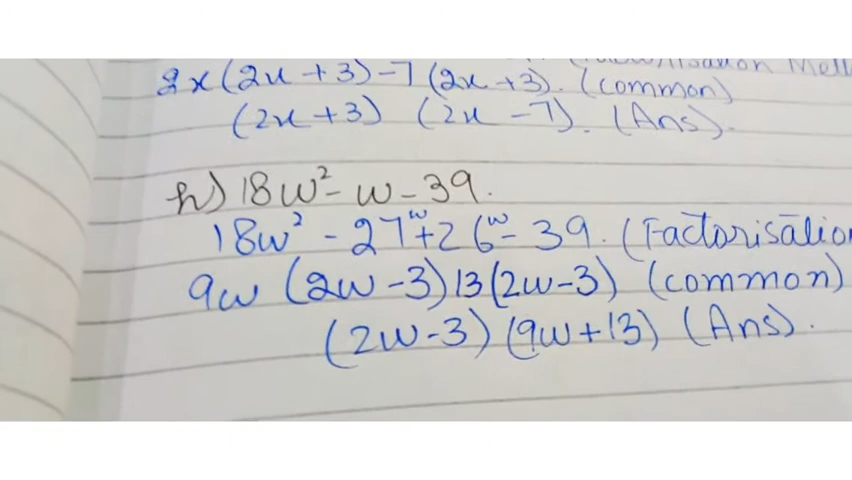 2x(2x+3)-7(2x+3). (common)
(2x+3) (2x-7). (Ans).
h) 18w²-w-39.
18w²-27w+26w-39. (Factorisation
9w(2w-3)13(2w-3) (common)
(2w-3)(9w+13) (Ans).